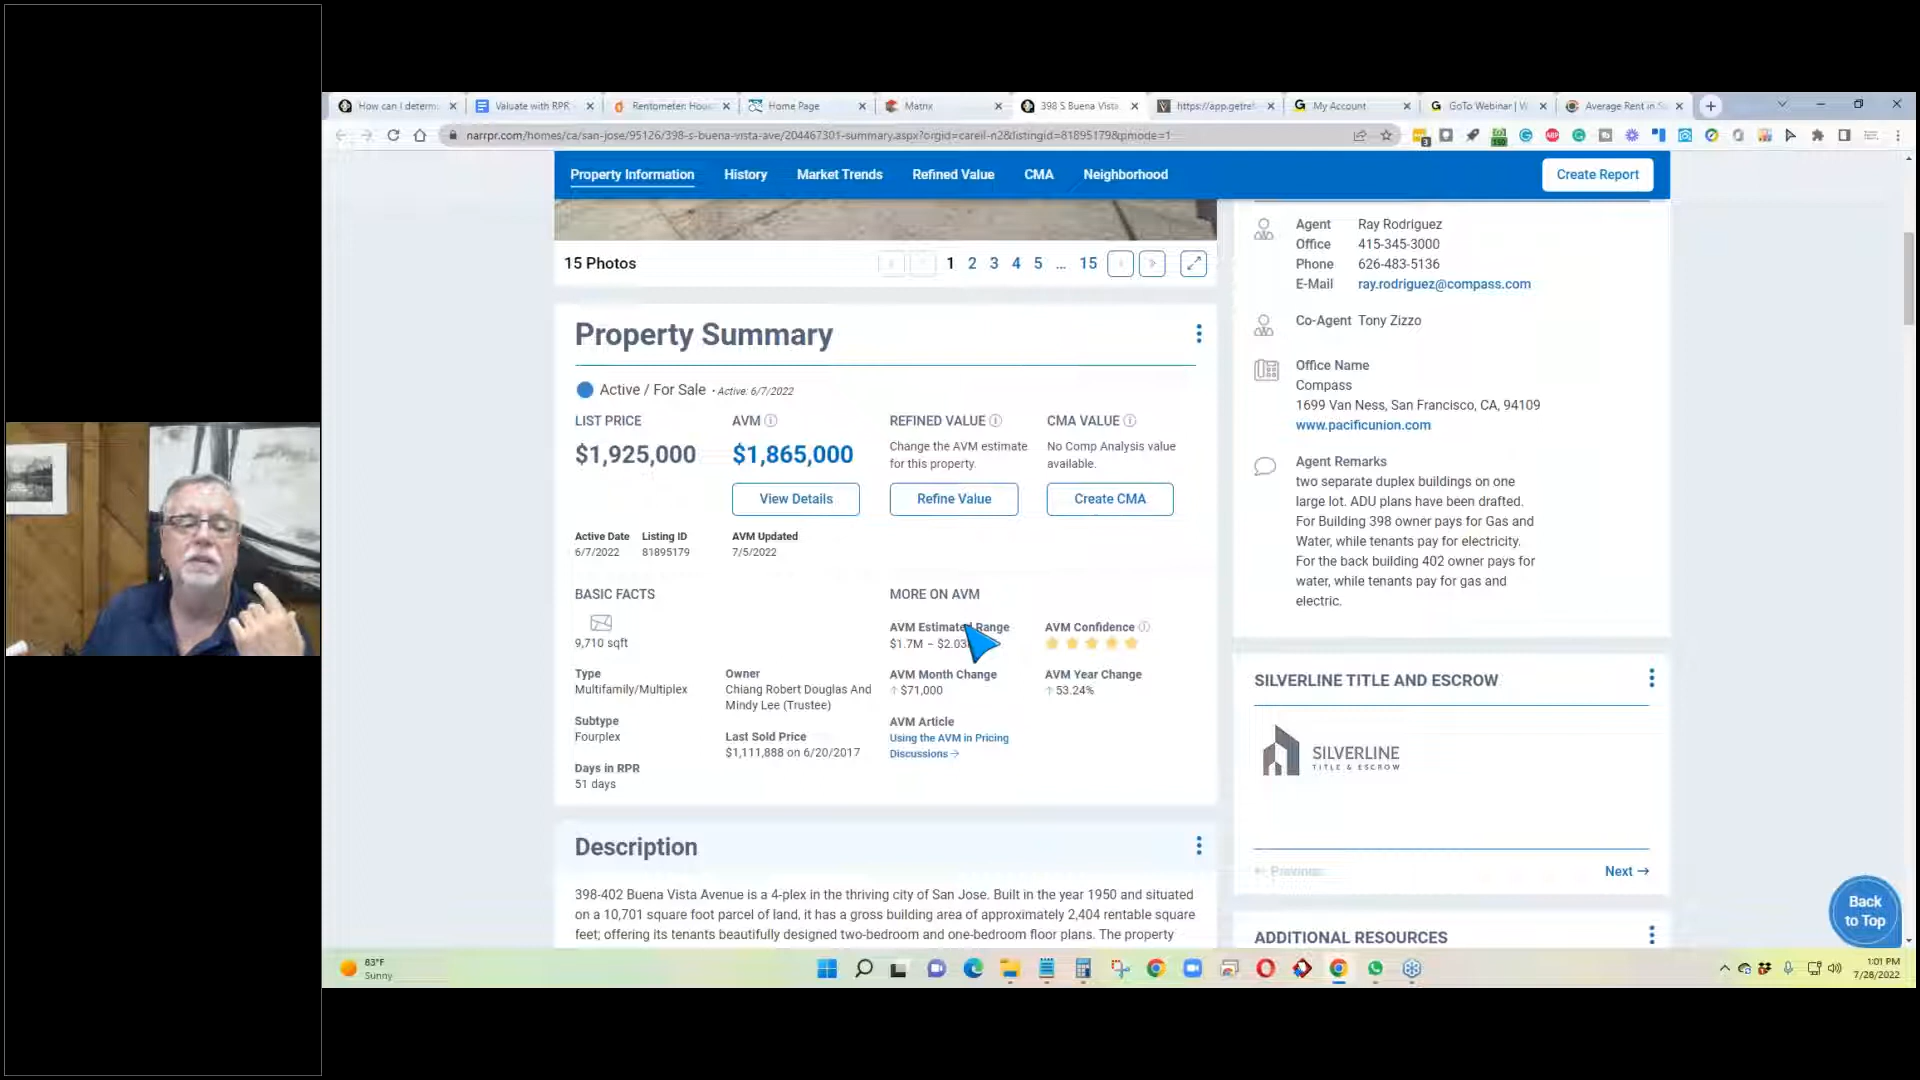 How can I determ
Valuate with RPR
Rentometer: Hou
Home Page
Matrix
398 S Buena Vista
https://app.getre
My Account
GoTo Webinar | W
Average Rent in S
narrpr.com/homes/ca/san-jose/95126/398-s-buena-vista-ave/204467301-summary.aspx?orgid=careil-n2&listingid=81895179&pmode=1
Property Information
History
Market Trends
Refined Value
CMA
Neighborhood
Create Report
15 Photos
1 2 3 4 5 ... 15
Property Summary
Active / For Sale • Active: 6/7/2022
LIST PRICE
$1,925,000
AVM
$1,865,000
View Details
REFINED VALUE
Change the AVM estimate
for this property.
Refine Value
CMA VALUE
No Comp Analysis value
available.
Create CMA
Active Date
6/7/2022
Listing ID
81895179
AVM Updated
7/5/2022
BASIC FACTS
9,710 sqft
Type
Multifamily/Multiplex
Subtype
Fourplex
Days in RPR
51 days
Owner
Chiang Robert Douglas And
Mindy Lee (Trustee)
Last Sold Price
$1,111,888 on 6/20/2017
MORE ON AVM
AVM Estimated Range
$1.7M – $2.03
AVM Confidence
AVM Month Change
↑ $71,000
AVM Year Change
↑ 53.24%
AVM Article
Using the AVM in Pricing
Discussions →
Description
398-402 Buena Vista Avenue is a 4-plex in the thriving city of San Jose. Built in the year 1950 and situated
on a 10,701 square foot parcel of land, it has a gross building area of approximately 2,404 rentable square
feet; offering its tenants beautifully designed two-bedroom and one-bedroom floor plans. The property
Agent Ray Rodriguez
Office 415-345-3000
Phone 626-483-5136
E-Mail ray.rodriguez@compass.com
Co-Agent Tony Zizzo
Office Name
Compass
1699 Van Ness, San Francisco, CA, 94109
www.pacificunion.com
Agent Remarks
two separate duplex buildings on one
large lot. ADU plans have been drafted.
For Building 398 owner pays for Gas and
Water, while tenants pay for electricity.
For the back building 402 owner pays for
water, while tenants pay for gas and
electric.
SILVERLINE TITLE AND ESCROW
SILVERLINE
TITLE & ESCROW
Previous
Next →
ADDITIONAL RESOURCES
Back
to Top
83°F
Sunny
1:01 PM
7/28/2022